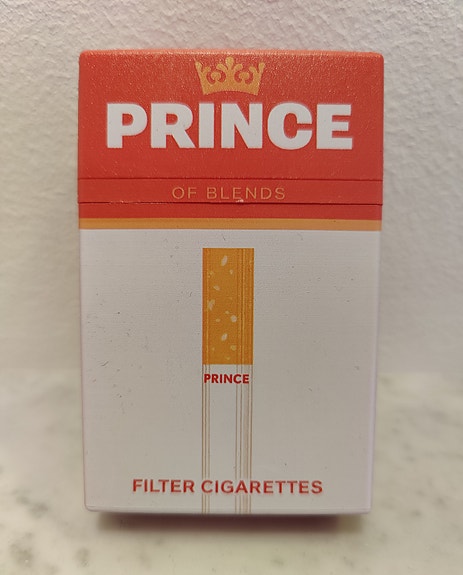 PRINCE
OF BLENDS
PRINCE
FILTER CIGARETTES